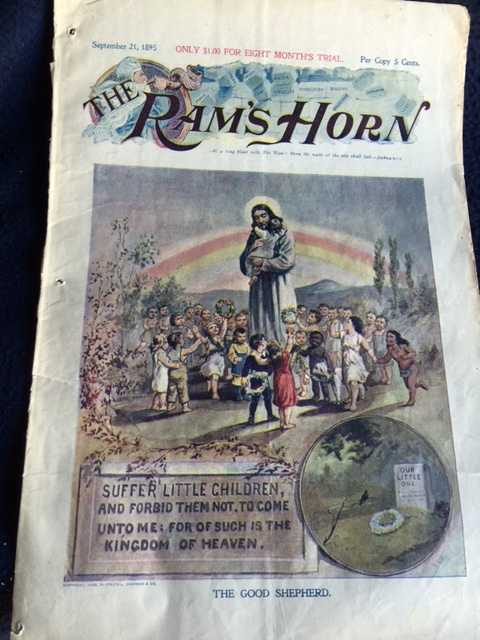 September 21, 1895
ONLY $1.00 FOR EIGHT MONTH'S TRIAL.
Per Copy 5 Cents.
THE RAM'S HORN
SUFFER LITTLE CHILDREN,
AND FORBID THEM NOT, TO COME
UNTO ME: FOR OF SUCH IS THE
KINGDOM OF HEAVEN.
OUR
LITTLE
ONE
THE GOOD SHEPHERD.